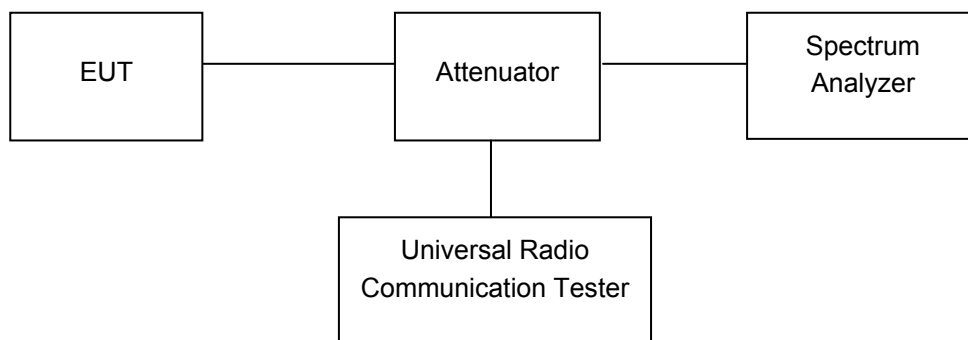 EUT
Attenuator
Spectrum
Analyzer
Universal Radio
Communication Tester